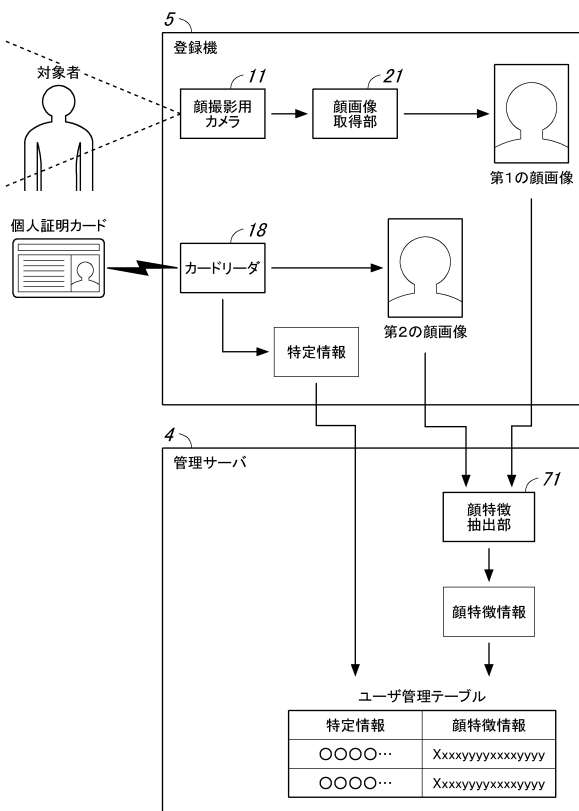 5
登録機
対象者
11
顔撮影用
カメラ
21
顔画像
取得部
第1の顔画像
個人証明カード
18
カードリーダ
第2の顔画像
特定情報
4
管理サーバ
71
顔特徴
抽出部
顔特徴情報
ユーザ管理テーブル
特定情報 顔特徴情報
○○○○… Xxxxyyyyxxxxyyyy
○○○○… Xxxxyyyyxxxxyyyy